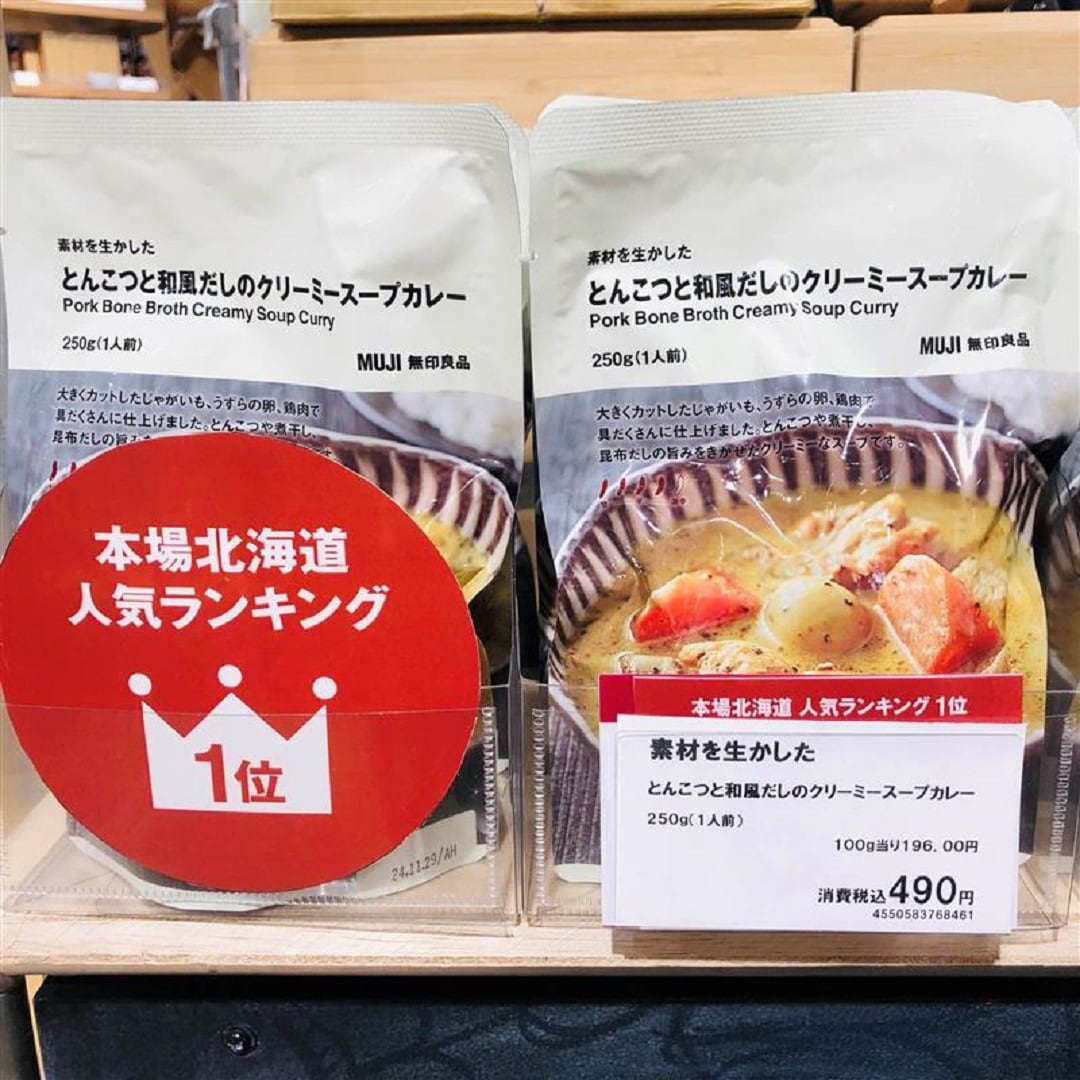 素材を生かした
とんこつと和風だしのクリーミースープカレー
Pork Bone Broth Creamy Soup Curry
250g(1人前)
MUJI 無印良品
大きくカットしたじゃがいも、うずらの卵、鶏肉で
具だくさんに仕上げました。とんこつや煮干し、
昆布だしの旨みを
本場北海道
人気ランキング
1位
24.11.29/AH
素材を生かした
とんこつと和風だしのクリーミースープカレー
Pork Bone Broth Creamy Soup Curry
250g(1人前)
MUJI 無印良品
大きくカットしたじゃがいも、うずらの卵、鶏肉で
具だくさんに仕上げました。とんこつや煮干し、
昆布だしの旨みをきかせたクリーミーなスープです。
本場北海道 人気ランキング 1位
素材を生かした
とんこつと和風だしのクリーミースープカレー
250g(1人前)
100g当り196.00円
消費税込490円
4550583768461